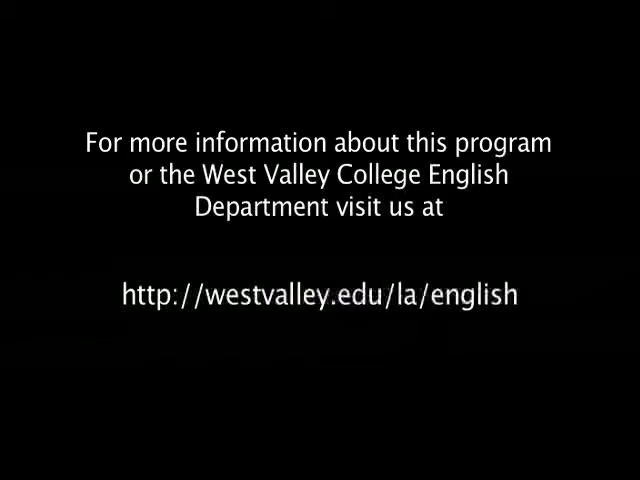 For more information about this program
or the West Valley College English
Department visit us at
http://westvalley.edu/la/english